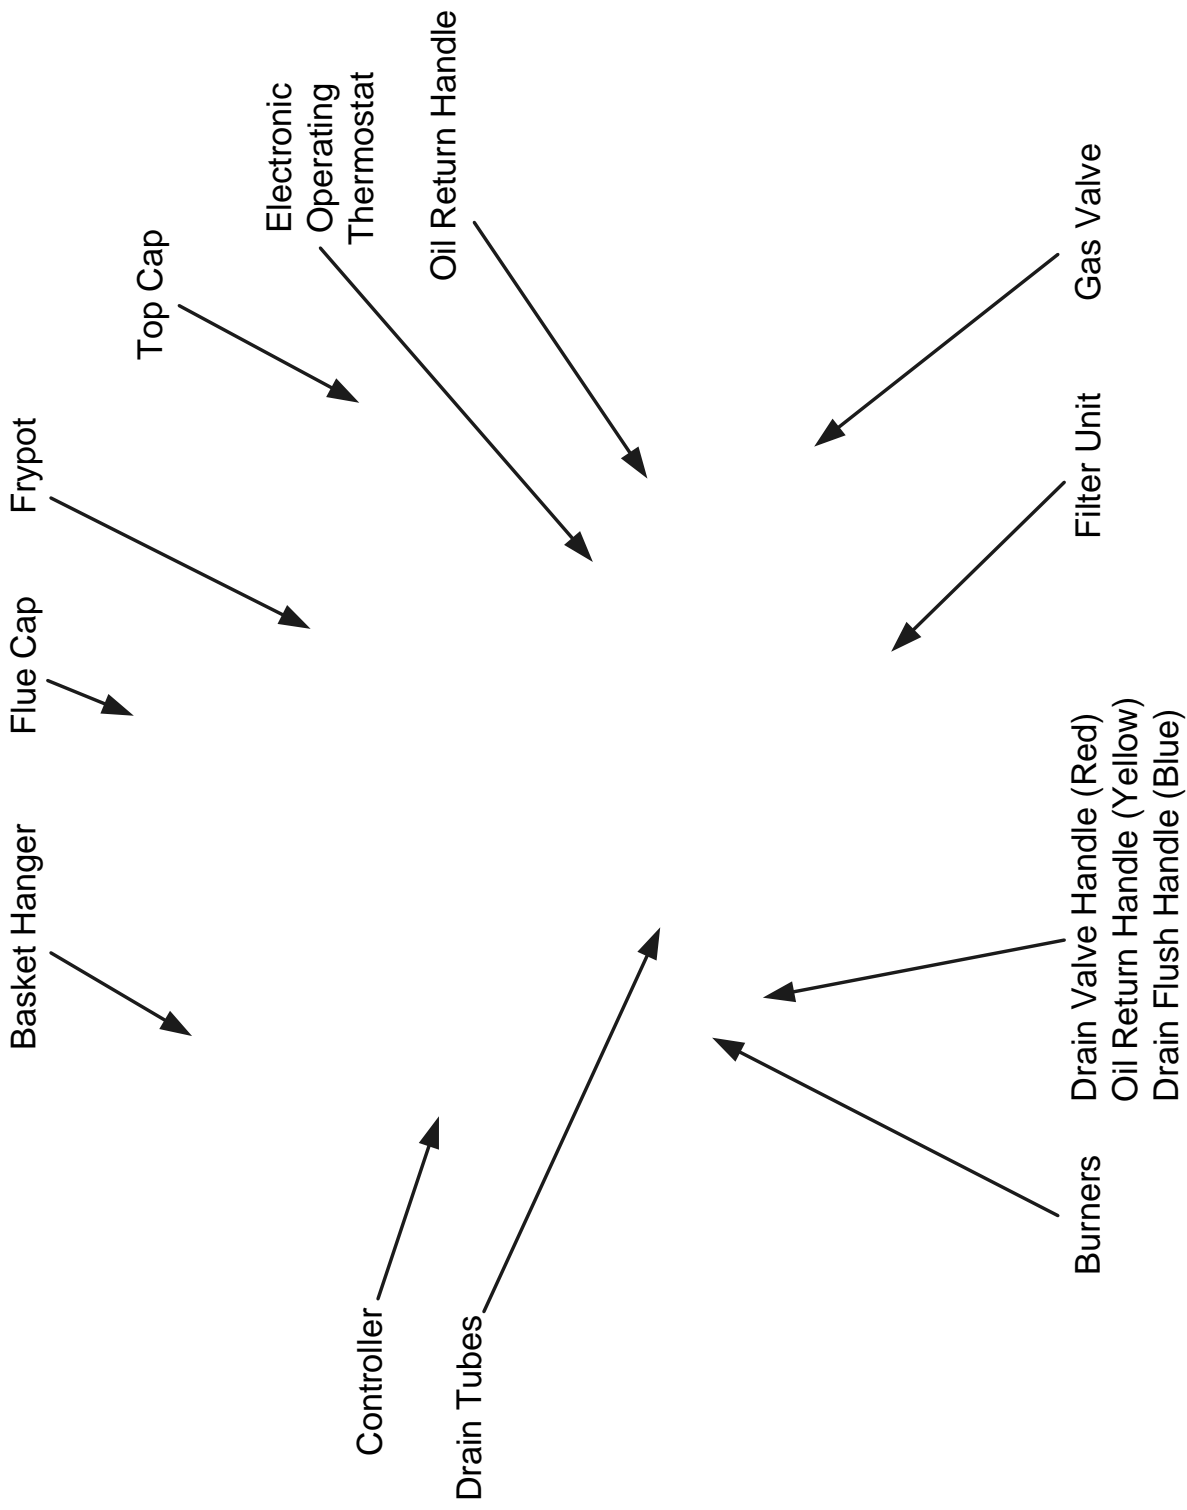 Basket Hanger
Flue Cap
Frypot
Top Cap
Electronic
Operating
Thermostat
Oil Return Handle
Controller
Drain Tubes
Burners
Drain Valve Handle (Red)
Oil Return Handle (Yellow)
Drain Flush Handle (Blue)
Filter Unit
Gas Valve